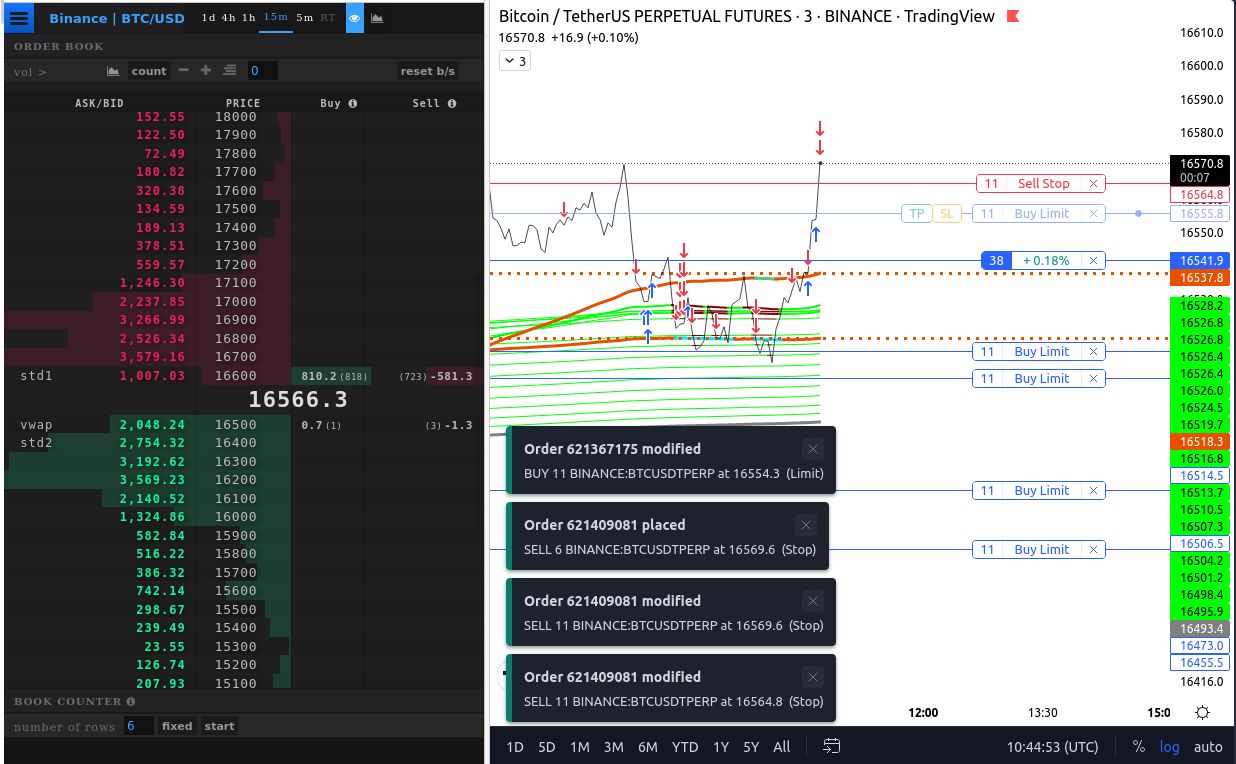 Binance | BTC/USD 1d 4h 1h 15m 5m RT
ORDER BOOK
vol > count 0 reset b/s
ASK/BID PRICE Buy Sell
152.55 18000
122.50 17900
72.49 17800
180.82 17700
320.38 17600
134.59 17500
189.13 17400
378.51 17300
559.57 17200
1,246.30 17100
2,237.85 17000
3,266.99 16900
2,526.34 16800
3,579.16 16700
std1 1,007.03 16600 810.2 (818) (723) -581.3
16566.3
vwap 2,048.24 16500 0.7 (1) (3) -1.3
std2 2,754.32 16400
3,192.62 16300
3,569.23 16200
2,140.52 16100
1,324.86 16000
582.84 15900
516.22 15800
386.32 15700
742.14 15600
298.67 15500
239.49 15400
23.55 15300
126.74 15200
207.93 15100
BOOK COUNTER
number of rows 6 fixed start
Bitcoin / TetherUS PERPETUAL FUTURES · 3 · BINANCE · TradingView
16570.8 +16.9 (+0.10%)
3
11 Sell Stop
TP SL 11 Buy Limit
38 + 0.18%
11 Buy Limit
11 Buy Limit
11 Buy Limit
11 Buy Limit
Order 621367175 modified
BUY 11 BINANCE:BTCUSDTPERP at 16554.3 (Limit)
Order 621409081 placed
SELL 6 BINANCE:BTCUSDTPERP at 16569.6 (Stop)
Order 621409081 modified
SELL 11 BINANCE:BTCUSDTPERP at 16569.6 (Stop)
Order 621409081 modified
SELL 11 BINANCE:BTCUSDTPERP at 16564.8 (Stop)
16610.0
16600.0
16590.0
16580.0
16570.8
00:07
16564.8
16555.8
16550.0
16541.9
16537.8
16528.2
16526.8
16526.8
16526.4
16526.4
16526.0
16524.5
16519.7
16518.3
16516.8
16514.5
16513.7
16510.5
16507.3
16506.5
16504.2
16501.2
16498.4
16495.9
16493.4
16473.0
16455.5
16416.0
12:00 13:30 15:0
1D 5D 1M 3M 6M YTD 1Y 5Y All 10:44:53 (UTC) % log auto